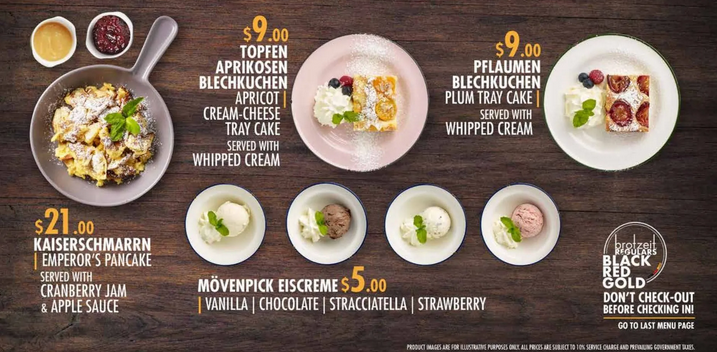 $9.00
TOPFEN
APRIKOSEN
BLECHKUCHEN
APRICOT
CREAM-CHEESE
TRAY CAKE
SERVED WITH
WHIPPED CREAM
$9.00
PFLAUMEN
BLECHKUCHEN
PLUM TRAY CAKE
SERVED WITH
WHIPPED CREAM
$21.00
KAISERSCHMARRN
| EMPEROR'S PANCAKE
SERVED WITH
CRANBERRY JAM
& APPLE SAUCE
MÖVENPICK EISCREME $5.00
| VANILLA | CHOCOLATE | STRACCIATELLA | STRAWBERRY
brotzeit
REGULARS
BLACK
RED
GOLD
DON'T CHECK-OUT
BEFORE CHECKING IN!
GO TO LAST MENU PAGE
PRODUCT IMAGES ARE FOR ILLUSTRATIVE PURPOSES ONLY. ALL PRICES ARE SUBJECT TO 10% SERVICE CHARGE AND PREVAILING GOVERNMENT TAXES.